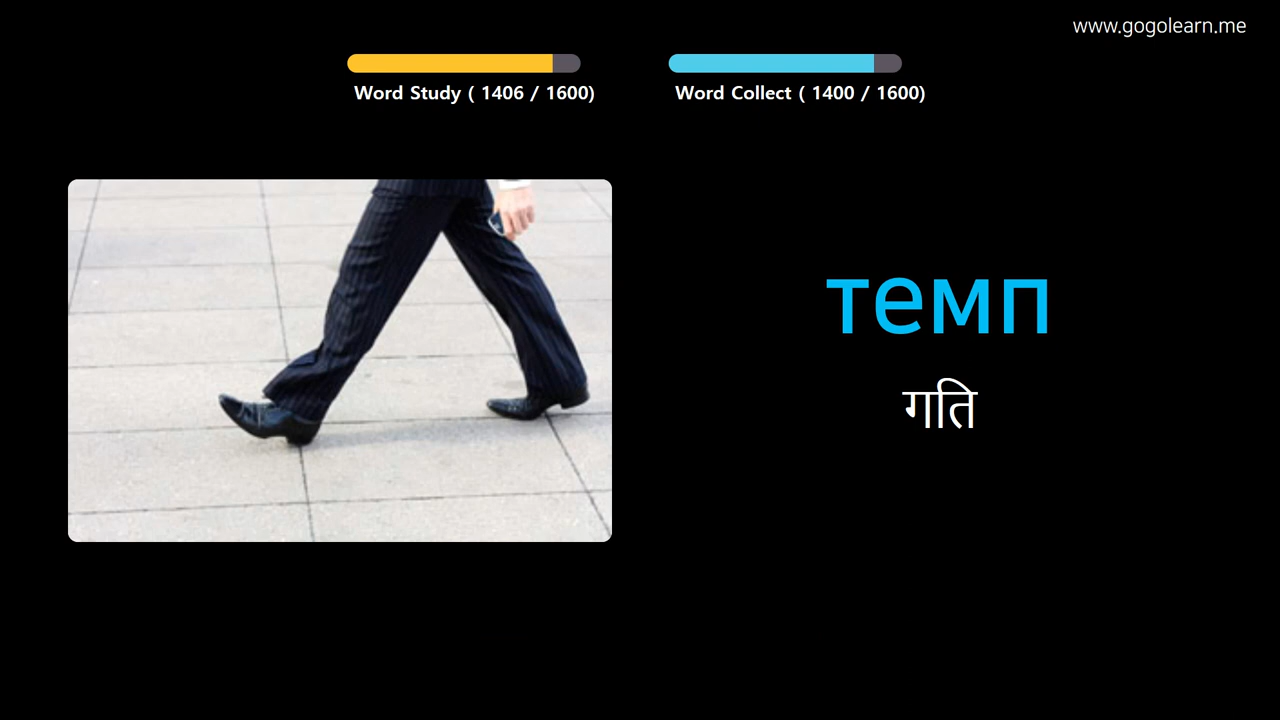 www.gogolearn.me
Word Study ( 1406 / 1600)
Word Collect ( 1400 / 1600)
темп
गति